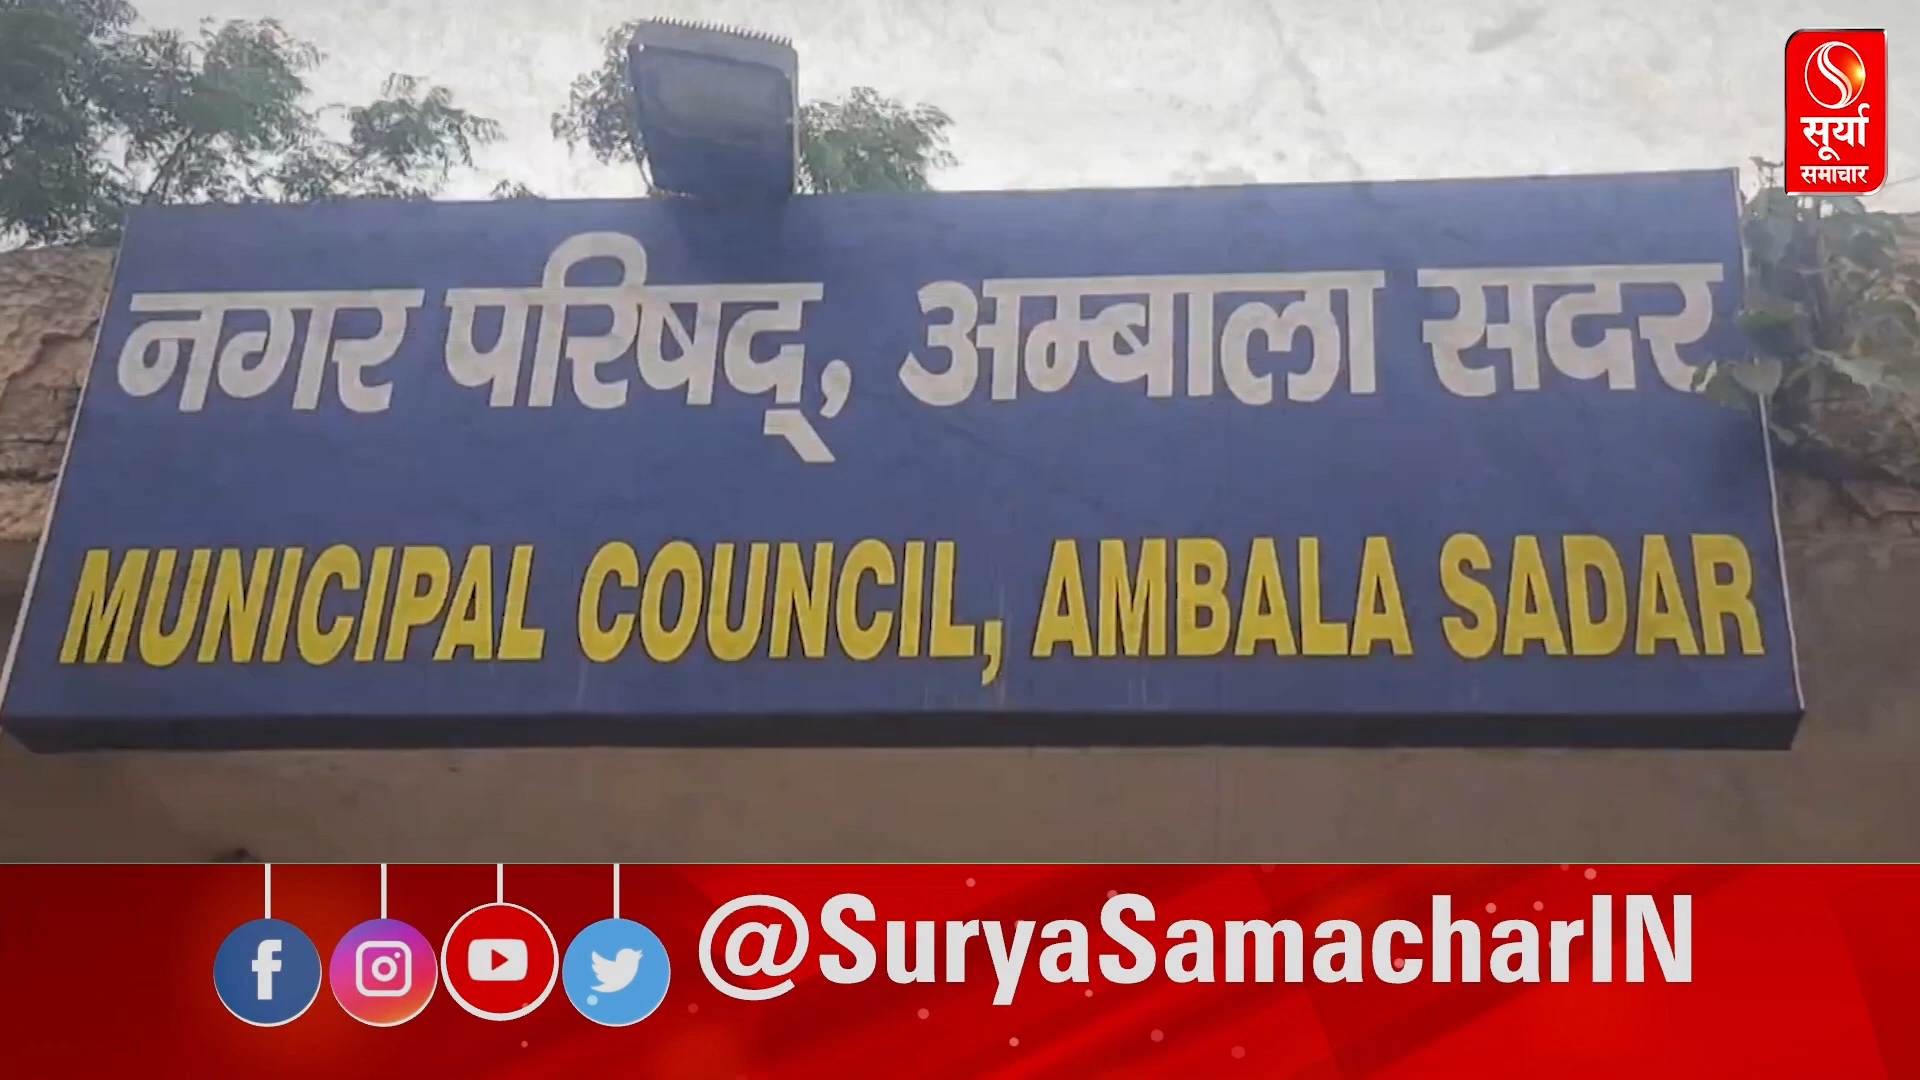 सूर्या
समाचार
नगर परिषद्, अम्बाला सदर
MUNICIPAL COUNCIL, AMBALA SADAR
@SuryaSamacharIN